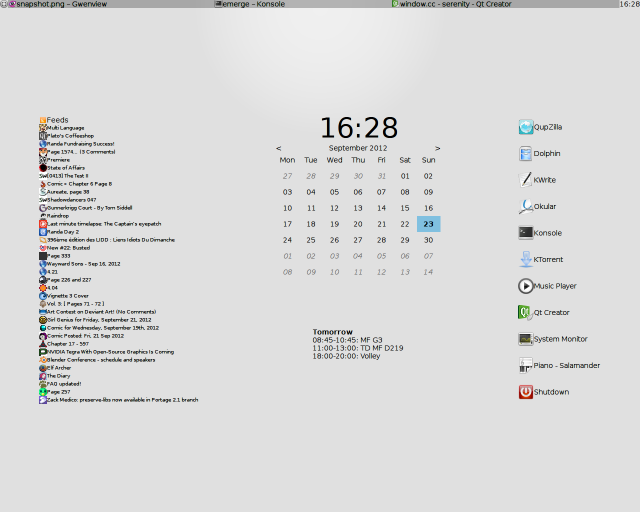 snapshot.png – Gwenview
emerge – Konsole
window.cc - serenity - Qt Creator
16:28
Feeds
Multi Language
Plato's Coffeeshop
Randa Fundraising Success!
Page 1574... (3 Comments)
Premiere
State of Affairs
[0413] The Test II
Comic » Chapter 6 Page 8
Auncate, page 38
Shadowdancers 047
Gunnerkrigg Court - By Tom Siddell
Raindrop
Last minute timelapse: The Captain's eyepatch
Randa Day 2
396ème édition des LIDD : Liens Idiots Du Dimanche
New #22: Busted
Page 333
Wayward Sons - Sep 16, 2012
4.21
Page 226 and 227
4.04
Vignette 3 Cover
Vol. 3: [ Pages 71 - 72 ]
Art Contest on Deviant Art! (No Comments)
Girl Genius for Friday, September 21, 2012
Comic for Wednesday, September 19th, 2012
Comic Posted: Fri, 21 Sep 2012
Chapter 17 - 597
NVIDIA Tegra With Open-Source Graphics Is Coming
Blender Conference - schedule and speakers
Elf Archer
The Diary
FAQ updated!
Page 257
Zack Medico: preserve-libs now available in Portage 2.1 branch
16:28
< September 2012 >
Mon Tue Wed Thu Fri Sat Sun
27 28 29 30 31 01 02
03 04 05 06 07 08 09
10 11 12 13 14 15 16
17 18 19 20 21 22 23
24 25 26 27 28 29 30
01 02 03 04 05 06 07
08 09 10 11 12 13 14
Tomorrow
08:45-10:45: MF G3
11:00-13:00: TD MF D219
18:00-20:00: Volley
QupZilla
Dolphin
KWrite
Okular
Konsole
KTorrent
Music Player
Qt Creator
System Monitor
Piano - Salamander
Shutdown